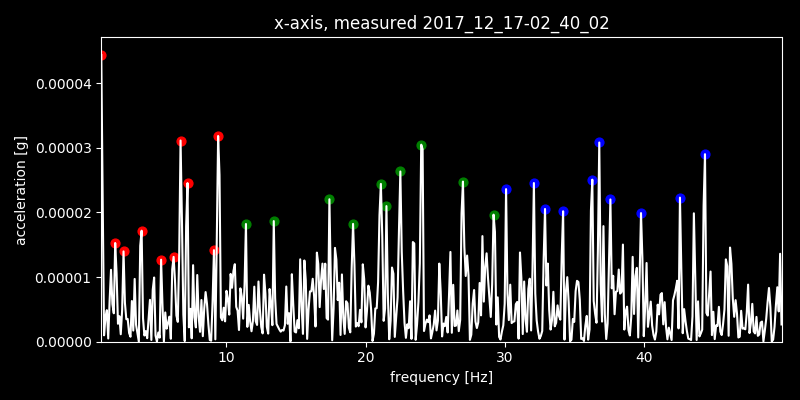 x-axis, measured 2017_12_17-02_40_02
acceleration [g]
0.00004
0.00003
0.00002
0.00001
0.00000
10 20 30 40
frequency [Hz]